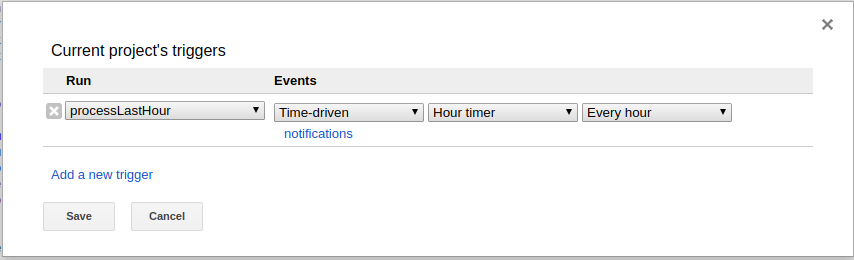 Current project's triggers
Run Events
processLastHour Time-driven Hour timer Every hour
notifications
Add a new trigger
Save Cancel